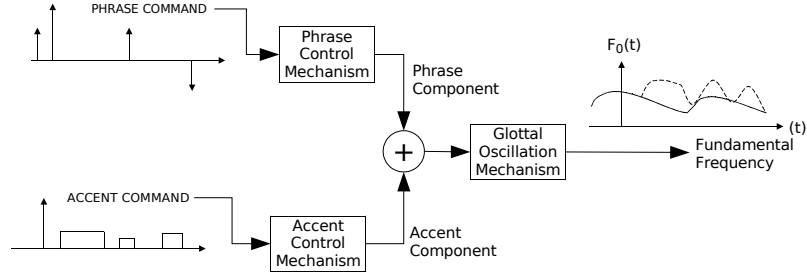 PHRASE COMMAND
Phrase
Control
Mechanism
Phrase
Component
F0(t)
(t)
+
Glottal
Oscillation
Mechanism
Fundamental
Frequency
ACCENT COMMAND
Accent
Control
Mechanism
Accent
Component